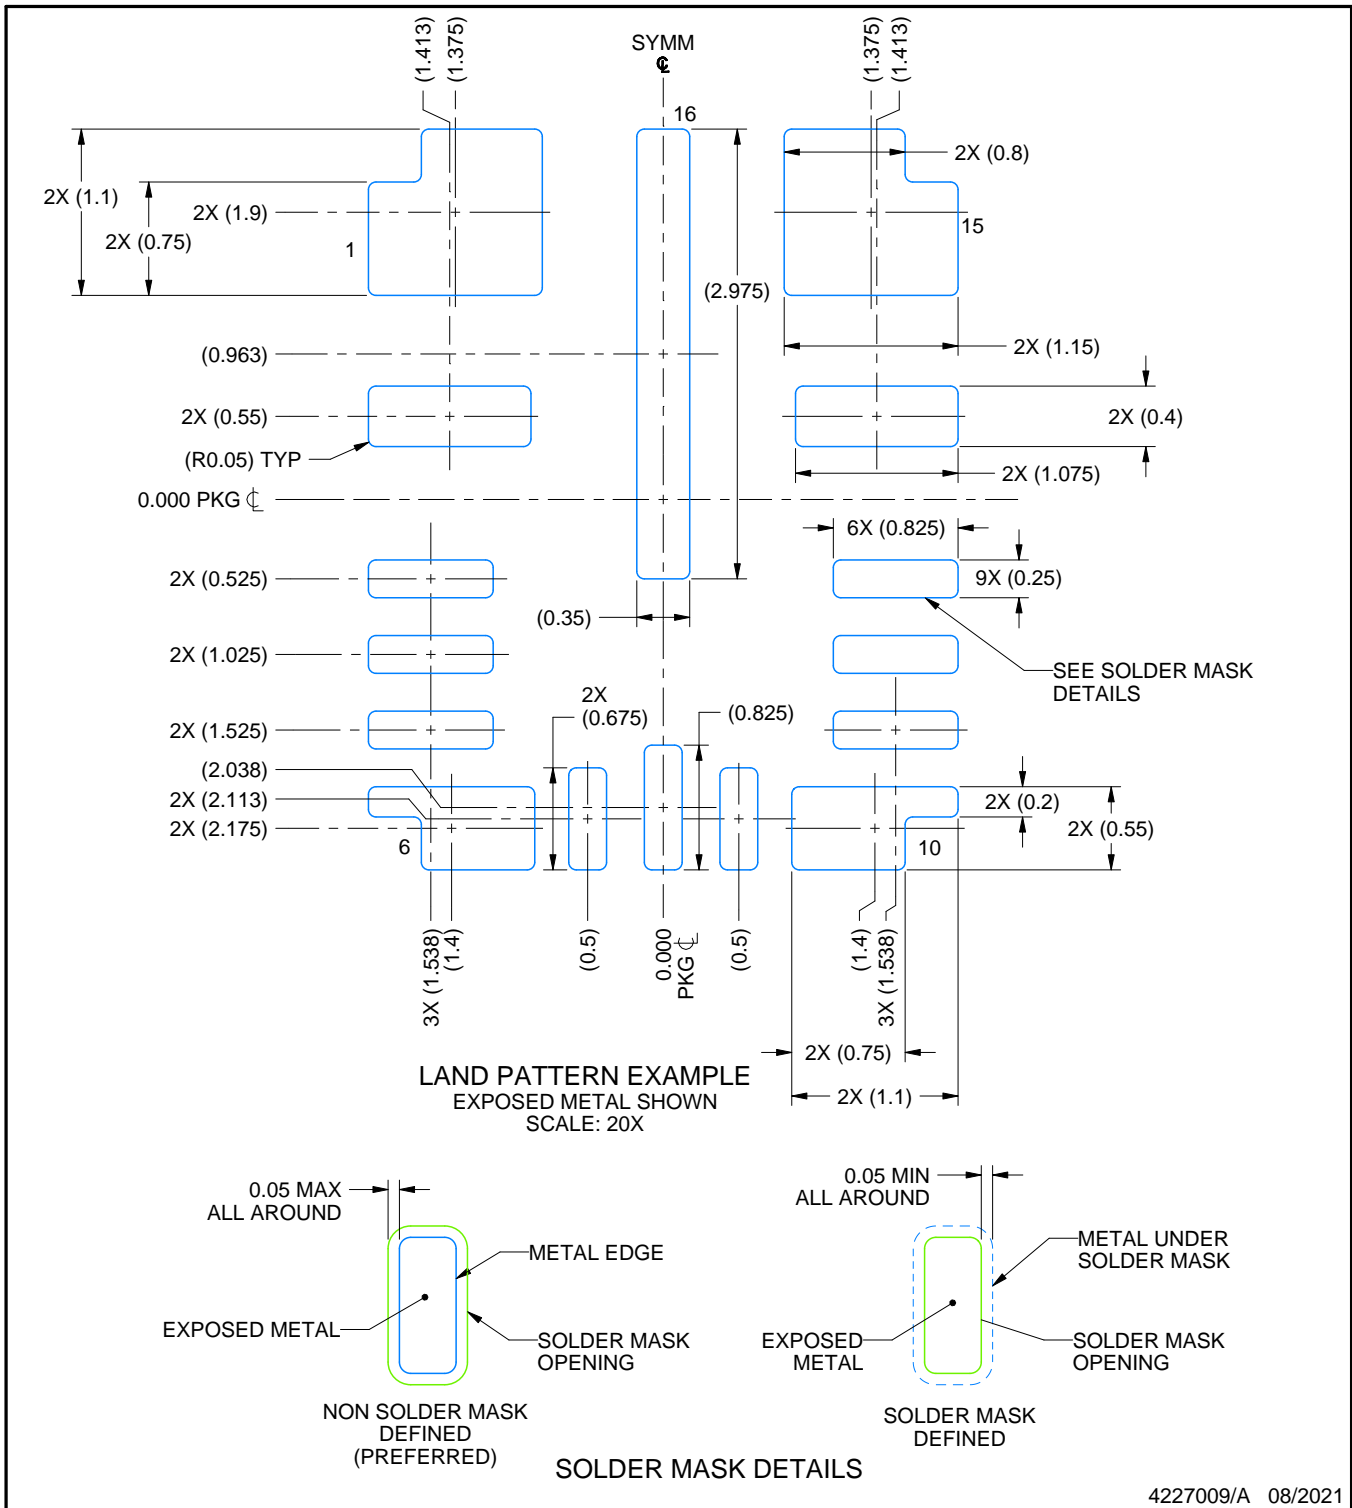 (1.413)
(1.375)
SYMM
℄
(1.375)
(1.413)
16
2X (0.8)
2X (1.1)
2X (1.9)
2X (0.75)
1
15
(2.975)
(0.963)
2X (1.15)
2X (0.55)
2X (0.4)
(R0.05) TYP
2X (1.075)
0.000 PKG ℄
6X (0.825)
2X (0.525)
9X (0.25)
(0.35)
2X (1.025)
SEE SOLDER MASK
DETAILS
2X
(0.675)
(0.825)
2X (1.525)
(2.038)
2X (2.113)
2X (0.2)
2X (2.175)
2X (0.55)
6
10
3X (1.538)
(1.4)
(0.5)
0.000
PKG ℄
(0.5)
(1.4)
3X (1.538)
2X (0.75)
2X (1.1)
LAND PATTERN EXAMPLE
EXPOSED METAL SHOWN
SCALE: 20X
0.05 MAX
ALL AROUND
METAL EDGE
EXPOSED METAL
SOLDER MASK
OPENING
NON SOLDER MASK
DEFINED
(PREFERRED)
0.05 MIN
ALL AROUND
METAL UNDER
SOLDER MASK
EXPOSED
METAL
SOLDER MASK
OPENING
SOLDER MASK
DEFINED
SOLDER MASK DETAILS
4227009/A 08/2021